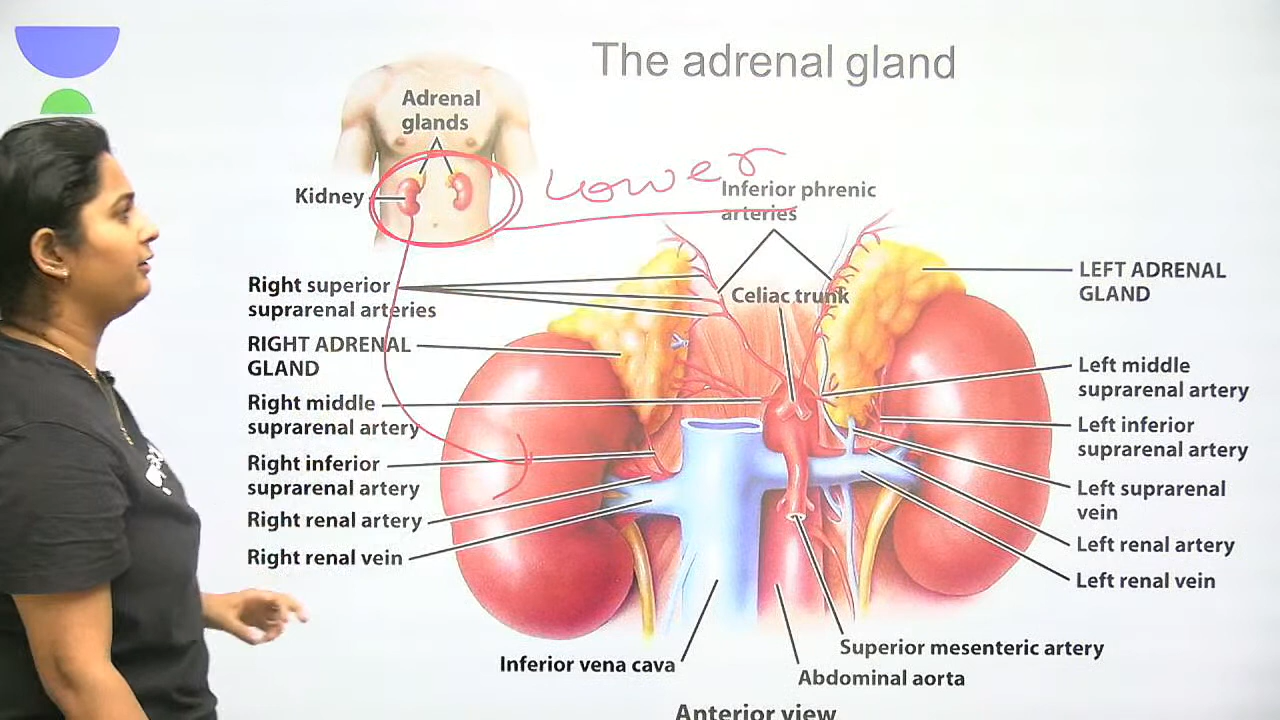 The adrenal gland
Adrenal
glands
Kidney
Lower
Inferior phrenic
arteries
Right superior
suprarenal arteries
Celiac trunk
LEFT ADRENAL
GLAND
RIGHT ADRENAL
GLAND
Left middle
suprarenal artery
Right middle
suprarenal artery
Left inferior
suprarenal artery
Right inferior
suprarenal artery
Left suprarenal
vein
Right renal artery
Left renal artery
Right renal vein
Left renal vein
Superior mesenteric artery
Inferior vena cava
Abdominal aorta
Anterior view